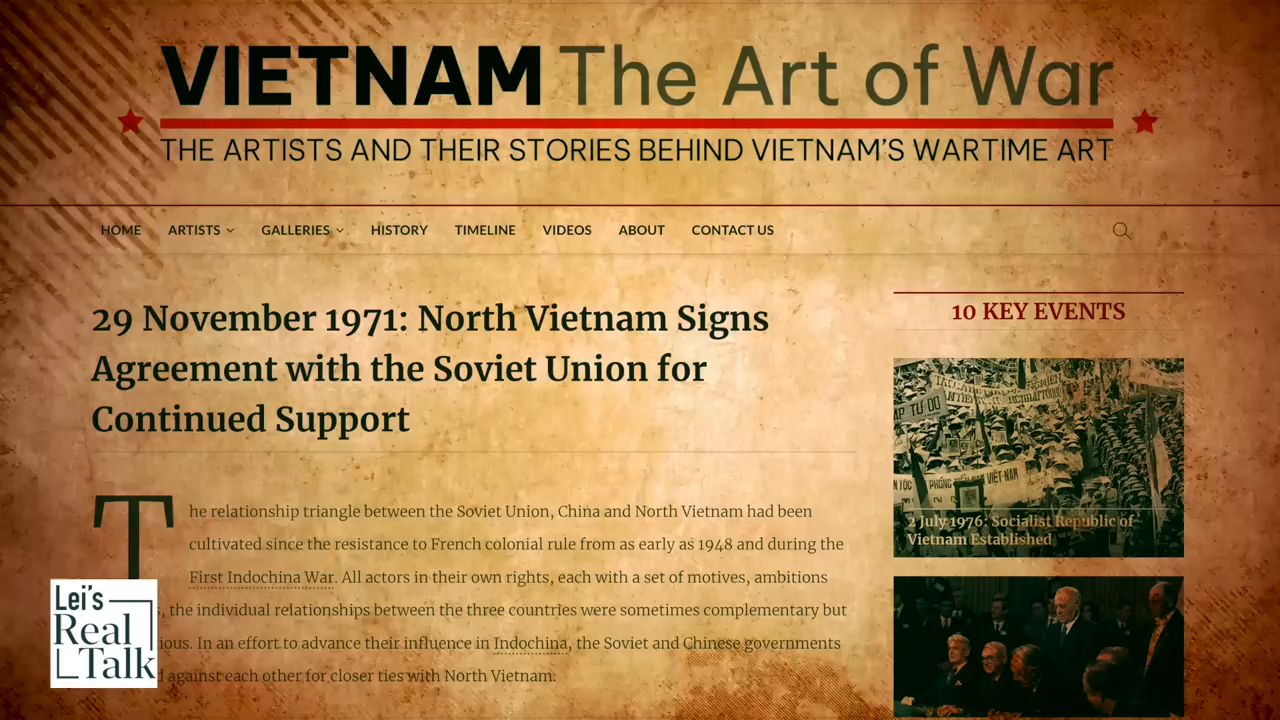 VIETNAM The Art of War
THE ARTISTS AND THEIR STORIES BEHIND VIETNAM'S WARTIME ART
HOME ARTISTS GALLERIES HISTORY TIMELINE VIDEOS ABOUT CONTACT US
29 November 1971: North Vietnam Signs
Agreement with the Soviet Union for
Continued Support
The relationship triangle between the Soviet Union, China and North Vietnam had been
cultivated since the resistance to French colonial rule from as early as 1948 and during the
First Indochina War. All actors in their own rights, each with a set of motives, ambitions
, the individual relationships between the three countries were sometimes complementary but
. In an effort to advance their influence in Indochina, the Soviet and Chinese governments
against each other for closer ties with North Vietnam.
10 KEY EVENTS
AP TỰ DO
VIỆT NAM
2 July 1976: Socialist Republic of
Vietnam Established
Lei's
Real
Talk